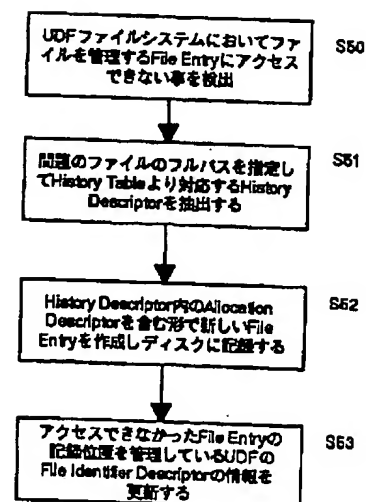 UDFファイルシステムにおいてファ
イルを管理するFile Entryにアクセス
できない事を検出
S50
問題のファイルのフルパスを指定し
てHistory Tableより対応するHistory
Descriptorを抽出する
S51
History Descriptor内のAllocation
Descriptorを含む形で新しいFile
Entryを作成しディスクに記録する
S52
アクセスできなかったFile Entryの
記録位置を管理しているUDFの
File Identifier Descriptorの情報を
更新する
S53